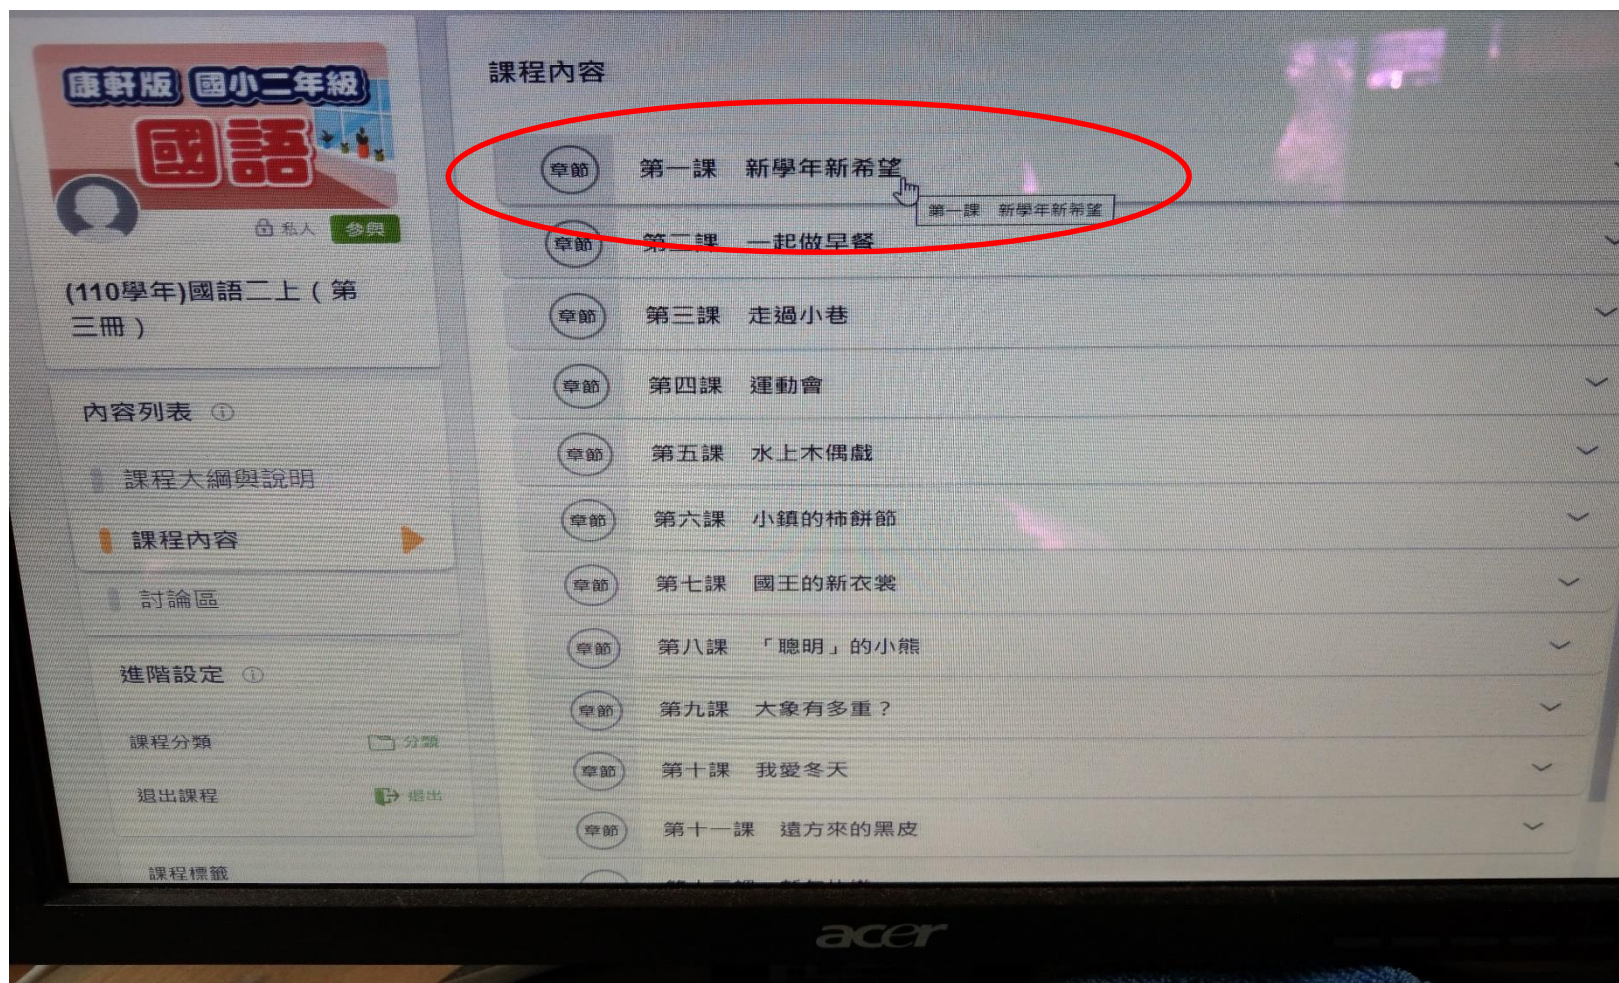 康軒版 國小二年級
國語
私人 參與
(110學年)國語二上(第
三冊)
內容列表
課程大綱與說明
課程內容
討論區
進階設定
課程分類 分類
退出課程 退出
課程標籤
課程內容
章節 第一課 新學年新希望
第一課 新學年新希望
章節 第二課 一起做早餐
章節 第三課 走過小巷
章節 第四課 運動會
章節 第五課 水上木偶戲
章節 第六課 小鎮的柿餅節
章節 第七課 國王的新衣裳
章節 第八課 「聰明」的小熊
章節 第九課 大象有多重?
章節 第十課 我愛冬天
章節 第十一課 遠方來的黑皮
acer